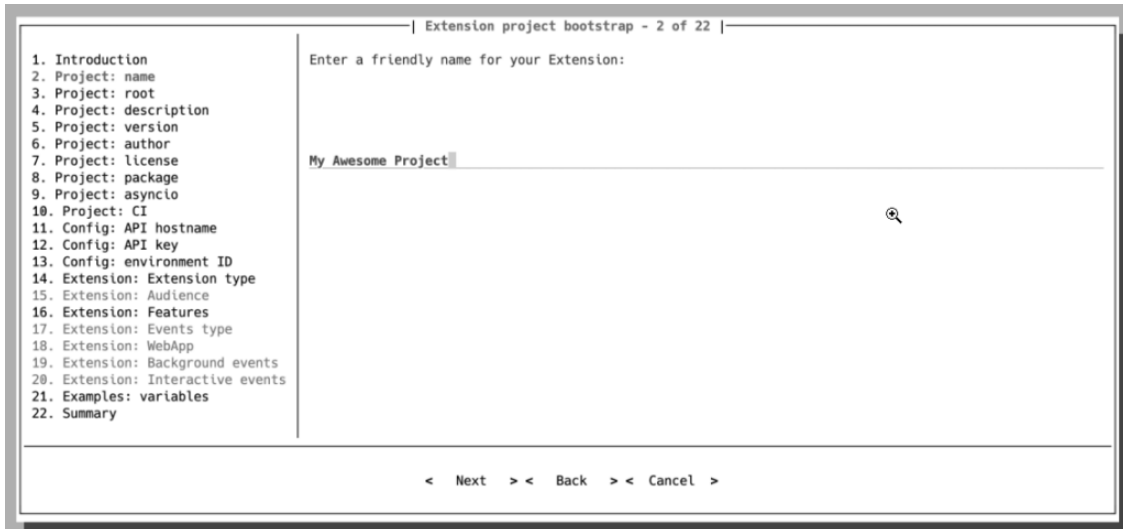 Extension project bootstrap - 2 of 22
1. Introduction
2. Project: name
3. Project: root
4. Project: description
5. Project: version
6. Project: author
7. Project: license
8. Project: package
9. Project: asyncio
10. Project: CI
11. Config: API hostname
12. Config: API key
13. Config: environment ID
14. Extension: Extension type
15. Extension: Audience
16. Extension: Features
17. Extension: Events type
18. Extension: WebApp
19. Extension: Background events
20. Extension: Interactive events
21. Examples: variables
22. Summary
Enter a friendly name for your Extension:
My Awesome Project
< Next > < Back > < Cancel >